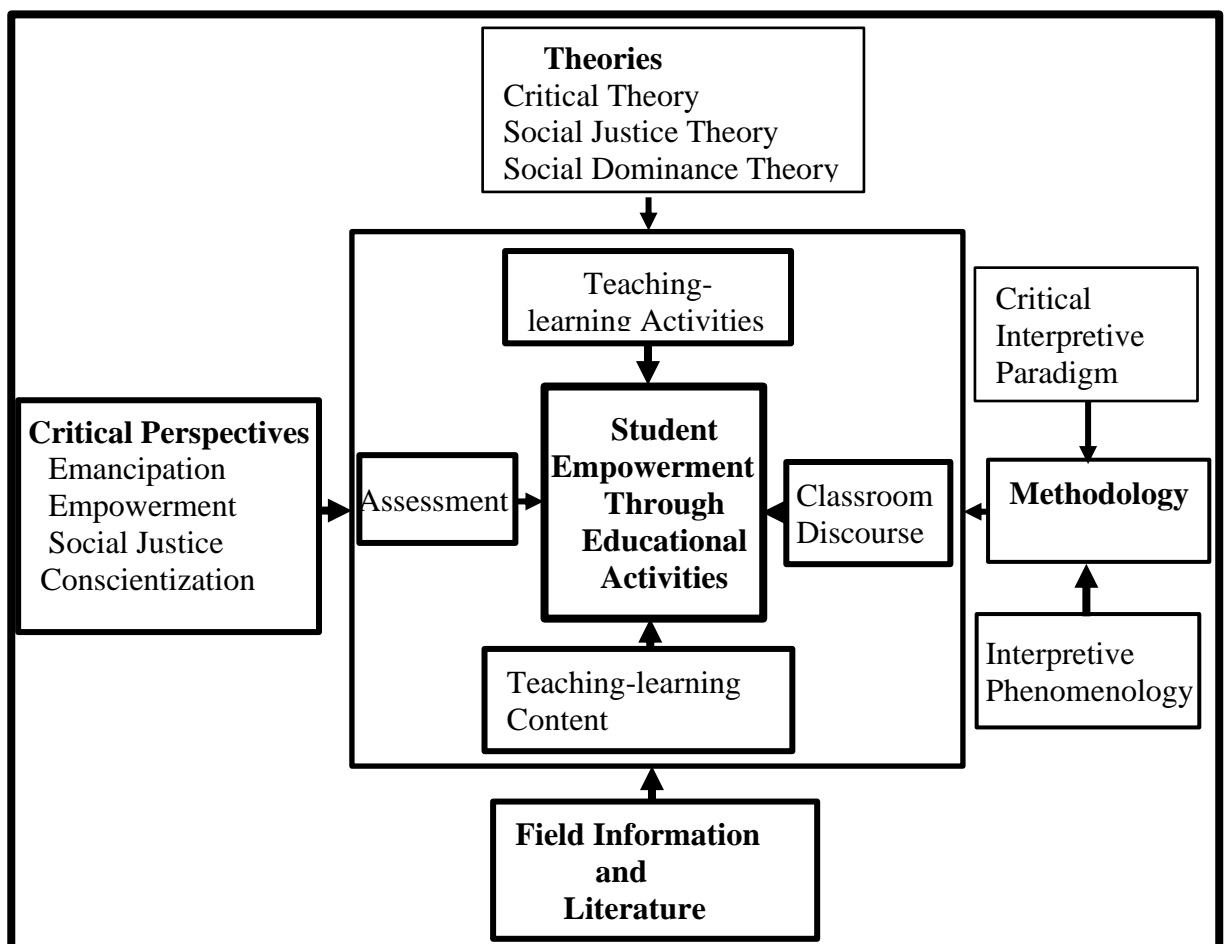 Theories
Critical Theory
Social Justice Theory
Social Dominance Theory
Teaching-
learning Activities
Critical
Interpretive
Paradigm
Critical Perspectives
Emancipation
Empowerment
Social Justice
Conscientization
Assessment
Student
Empowerment
Through
Educational
Activities
Classroom
Discourse
Methodology
Teaching-learning
Content
Interpretive
Phenomenology
Field Information
and
Literature